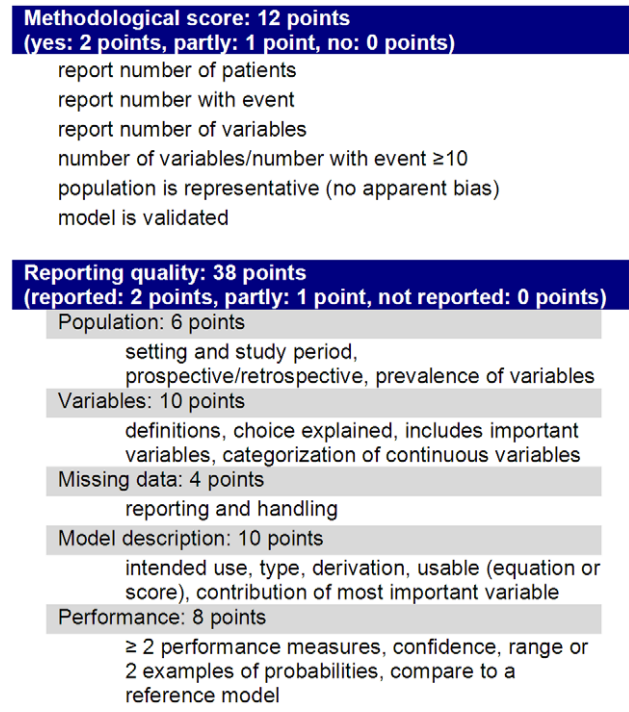 Methodological score: 12 points
(yes: 2 points, partly: 1 point, no: 0 points)
report number of patients
report number with event
report number of variables
number of variables/number with event ≥10
population is representative (no apparent bias)
model is validated
Reporting quality: 38 points
(reported: 2 points, partly: 1 point, not reported: 0 points)
Population: 6 points
setting and study period,
prospective/retrospective, prevalence of variables
Variables: 10 points
definitions, choice explained, includes important
variables, categorization of continuous variables
Missing data: 4 points
reporting and handling
Model description: 10 points
intended use, type, derivation, usable (equation or
score), contribution of most important variable
Performance: 8 points
≥ 2 performance measures, confidence, range or
2 examples of probabilities, compare to a
reference model